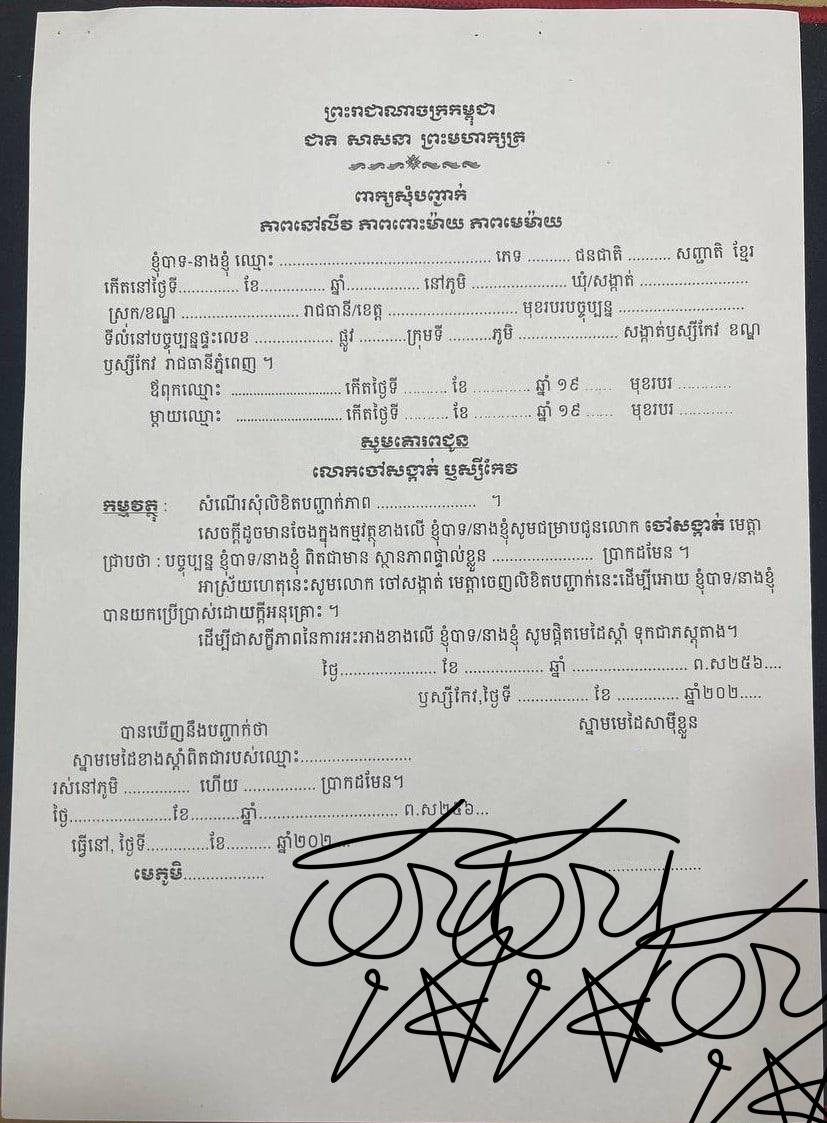 ព្រះរាជាណាចក្រកម្ពុជា
ជាតិ សាសនា ព្រះមហាក្សត្រ
ពាក្យសុំបញ្ជាក់
ភាពនៅលីវ ភាពពោះម៉ាយ ភាពមេម៉ាយ
ខ្ញុំបាទ-នាងខ្ញុំ ឈ្មោះ ................................................ ភេទ .......... ជនជាតិ .......... សញ្ជាតិ ខ្មែរ
កើតនៅថ្ងៃទី.............. ខែ............... ឆ្នាំ................. នៅភូមិ ...................... ឃុំ/សង្កាត់ .........................
ស្រុក/ខណ្ឌ ........................... រាជធានី/ខេត្ត .............................. មុខរបរបច្ចុប្បន្ន .............................
ទីលំនៅបច្ចុប្បន្នផ្ទះលេខ .................. ផ្លូវ ...........ក្រុមទី ..........ភូមិ ....................... សង្កាត់ឫស្សីកែវ ខណ្ឌ
ឫស្សីកែវ រាជធានីភ្នំពេញ ។
ឪពុកឈ្មោះ .......................... កើតថ្ងៃទី .......... ខែ ............. ឆ្នាំ ១៩ ...... មុខរបរ ............
ម្តាយឈ្មោះ .......................... កើតថ្ងៃទី .......... ខែ ............. ឆ្នាំ ១៩ ...... មុខរបរ ............
សូមគោរពជូន
លោកចៅសង្កាត់ ឫស្សីកែវ
កម្មវត្ថុ : សំណើរសុំលិខិតបញ្ជាក់ភាព ....................... ។
សេចក្តីដូចមានចែងក្នុងកម្មវត្ថុខាងលើ ខ្ញុំបាទ/នាងខ្ញុំសូមជម្រាបជូនលោក ចៅសង្កាត់ មេត្តា
ជ្រាបថា : បច្ចុប្បន្ន ខ្ញុំបាទ/នាងខ្ញុំ ពិតជាមាន ស្ថានភាពផ្ទាល់ខ្លួន ....................... ប្រាកដមែន ។
អាស្រ័យហេតុនេះសូមលោក ចៅសង្កាត់ មេត្តាចេញលិខិតបញ្ជាក់នេះដើម្បីអោយ ខ្ញុំបាទ/នាងខ្ញុំ
បានយកប្រើប្រាស់ដោយក្តីអនុគ្រោះ ។
ដើម្បីជាសក្ខីភាពនៃការអះអាងខាងលើ ខ្ញុំបាទ/នាងខ្ញុំ សូមផ្តិតមេដៃស្តាំ ទុកជាភស្តុតាង។
ថ្ងៃ...................... ខែ .................. ឆ្នាំ ........................... ព.ស២៥៦....
ឫស្សីកែវ,ថ្ងៃទី ................ ខែ .............. ឆ្នាំ២០២.....
ស្នាមមេដៃសាម៉ីខ្លួន
បានឃើញនឹងបញ្ជាក់ថា
ស្នាមមេដៃខាងស្តាំពិតជារបស់ឈ្មោះ.........................
រស់នៅភូមិ ............... ហើយ ................ ប្រាកដមែន។
ថ្ងៃ.......................ខែ..........ឆ្នាំ............................... ព.ស២៥៦...
ធ្វើនៅ, ថ្ងៃទី..............ខែ.......... ឆ្នាំ២០២....
មេភូមិ..................